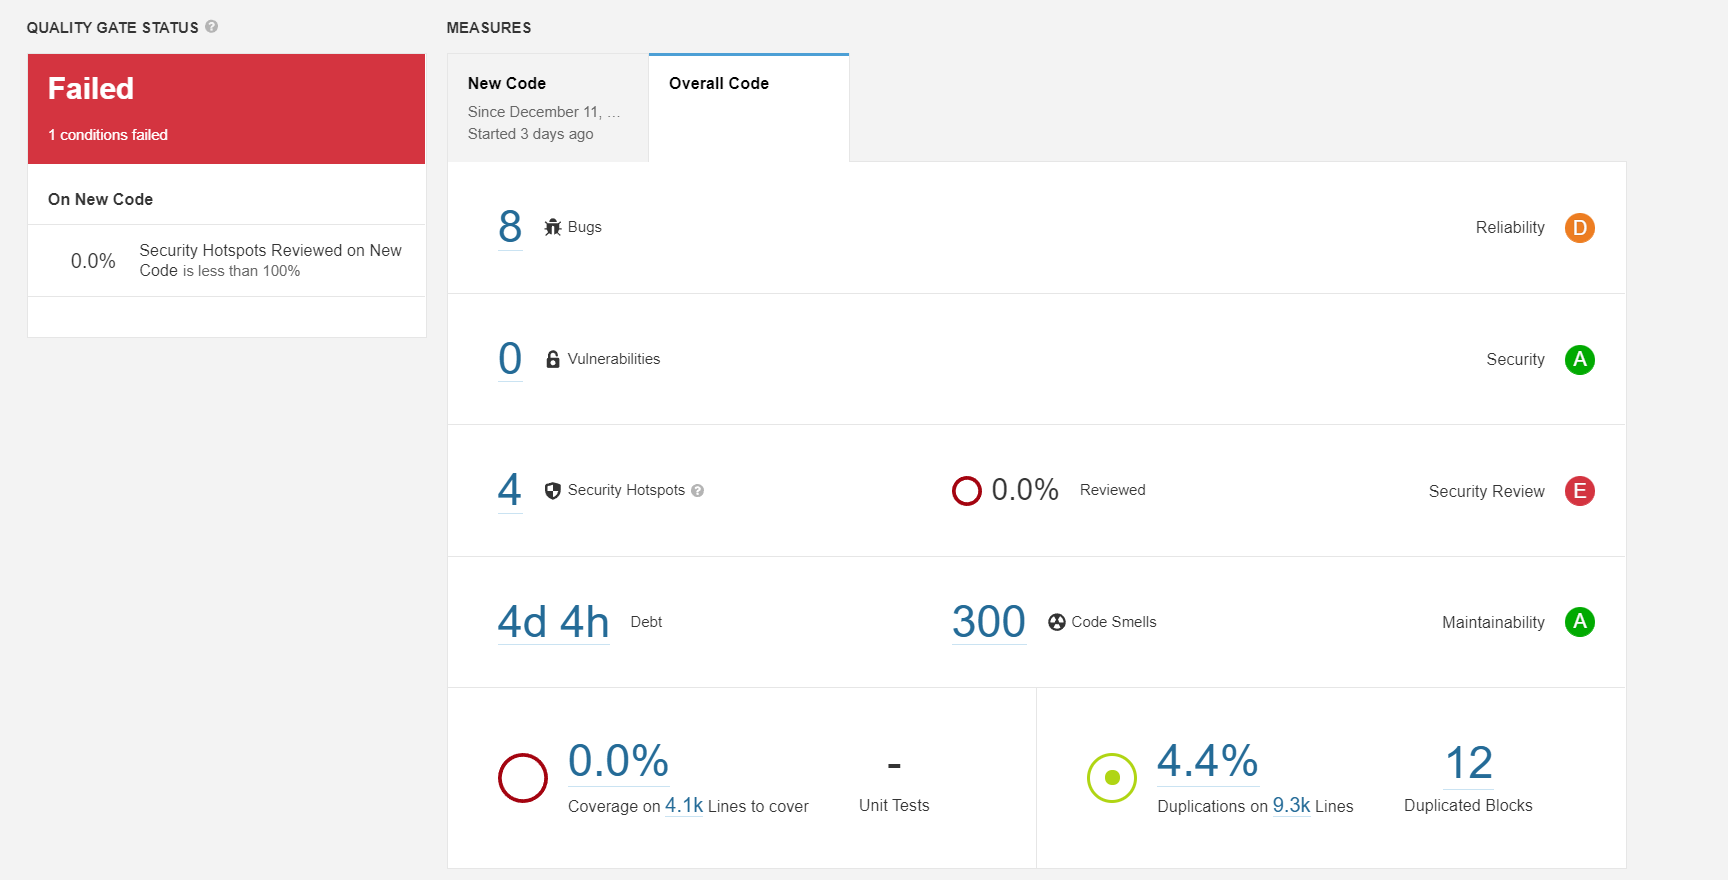 QUALITY GATE STATUS ?
MEASURES
Failed
1 conditions failed
On New Code
0.0% Security Hotspots Reviewed on New
Code is less than 100%
New Code
Since December 11, ...
Started 3 days ago
Overall Code
8 Bugs Reliability D
0 Vulnerabilities Security A
4 Security Hotspots ? 0.0% Reviewed Security Review E
4d 4h Debt 300 Code Smells Maintainability A
0.0%
Coverage on 4.1k Lines to cover
-
Unit Tests
4.4%
Duplications on 9.3k Lines
12
Duplicated Blocks